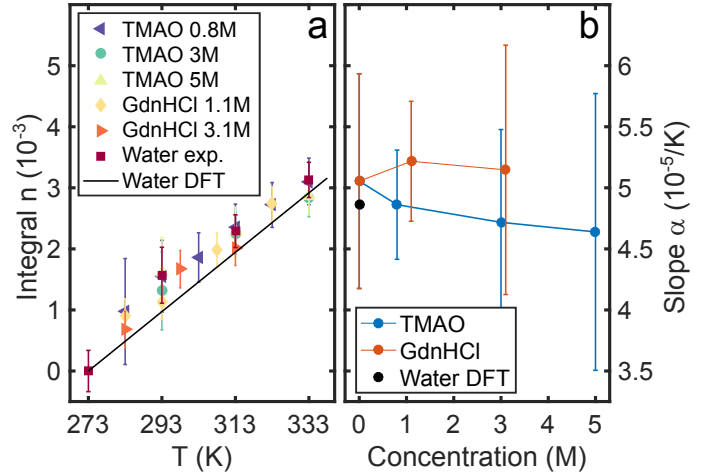 a
TMAO 0.8M
TMAO 3M
TMAO 5M
GdnHCl 1.1M
GdnHCl 3.1M
Water exp.
Water DFT
Integral n (10⁻³)
5
4
3
2
1
0
273
293
313
333
T (K)
b
TMAO
GdnHCl
Water DFT
0
1
2
3
4
5
Concentration (M)
6
5.5
5
4.5
4
3.5
Slope α (10⁻⁵/K)